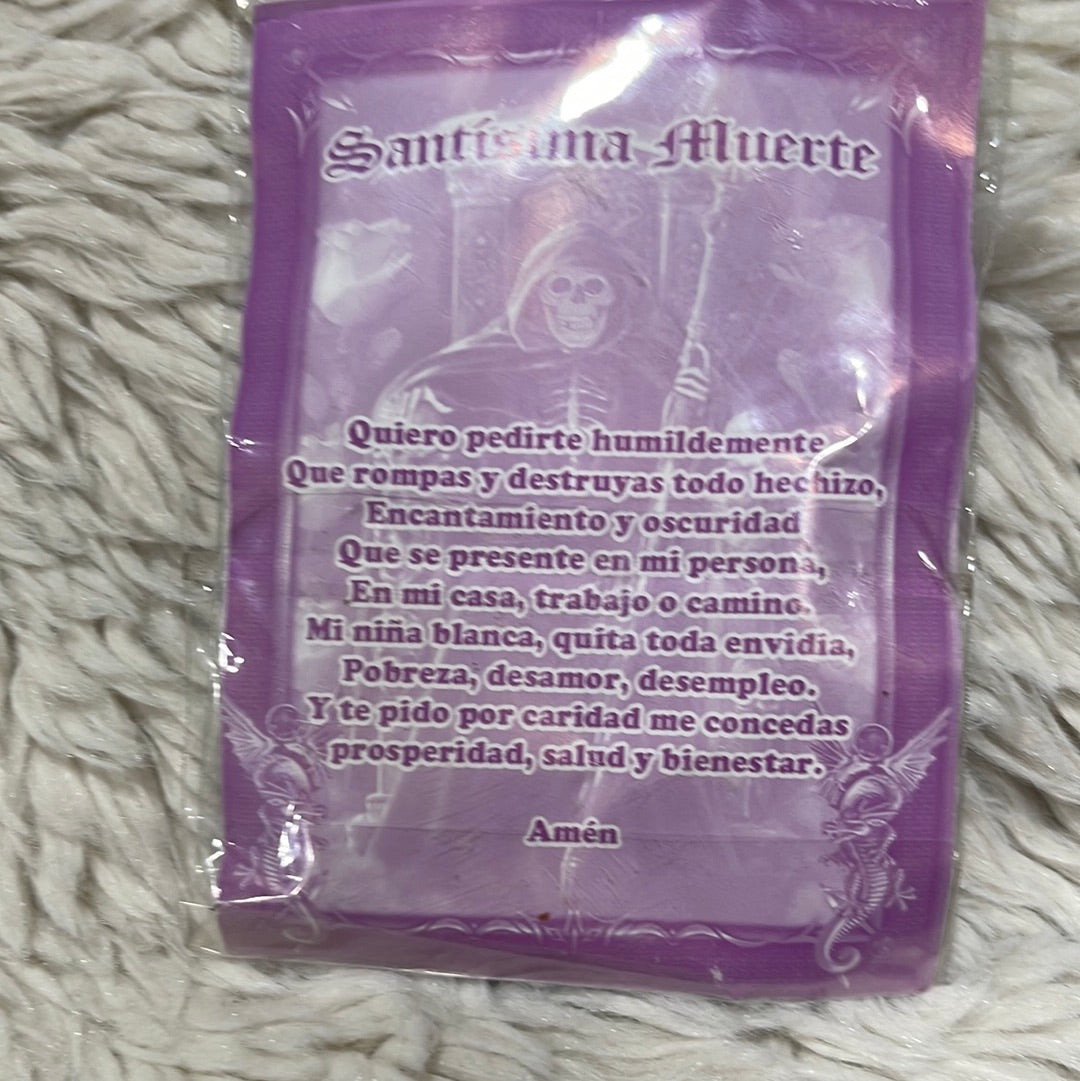 Santísima Muerte
Quiero pedirte humildemente
Que rompas y destruyas todo hechizo,
Encantamiento y oscuridad
Que se presente en mi persona,
En mi casa, trabajo o camino.
Mi niña blanca, quita toda envidia,
Pobreza, desamor, desempleo.
Y te pido por caridad me concedas
prosperidad, salud y bienestar.
Amén